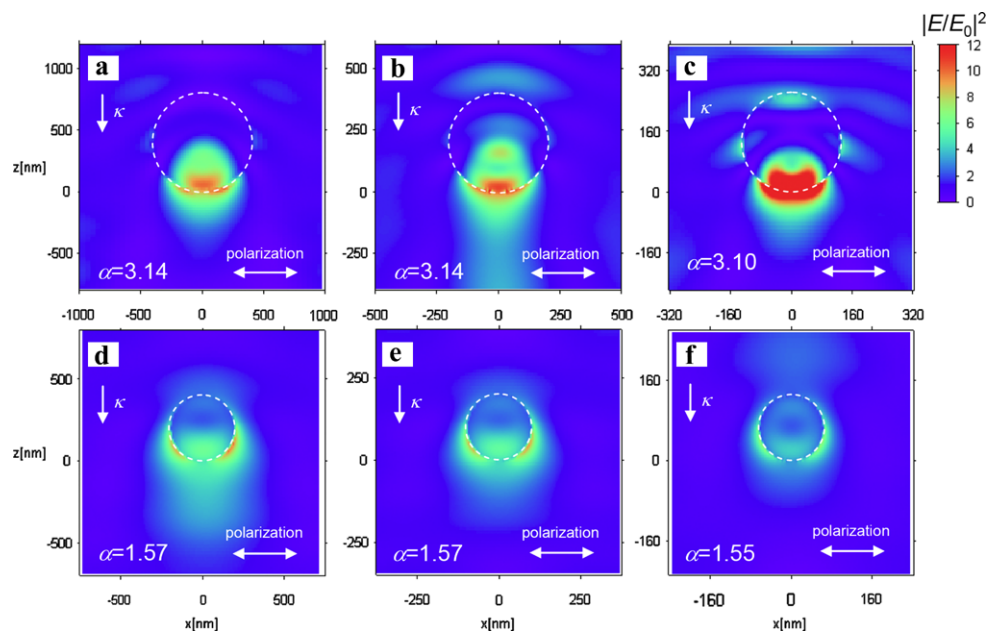 |E/E₀|²
a
κ
polarization
α=3.14
1000
500
0
-500
z[nm]
-1000 -500 0 500 1000
b
κ
polarization
α=3.14
500
250
0
-250
-500 -250 0 250 500
c
κ
polarization
α=3.10
320
160
0
-160
-320 -160 0 160 320
12
10
8
6
4
2
0
d
κ
polarization
α=1.57
500
0
-500
z[nm]
-500 0 500
x[nm]
e
κ
polarization
α=1.57
250
0
-250
-250 0 250
x[nm]
f
κ
polarization
α=1.55
160
0
-160
-160 0 160
x[nm]